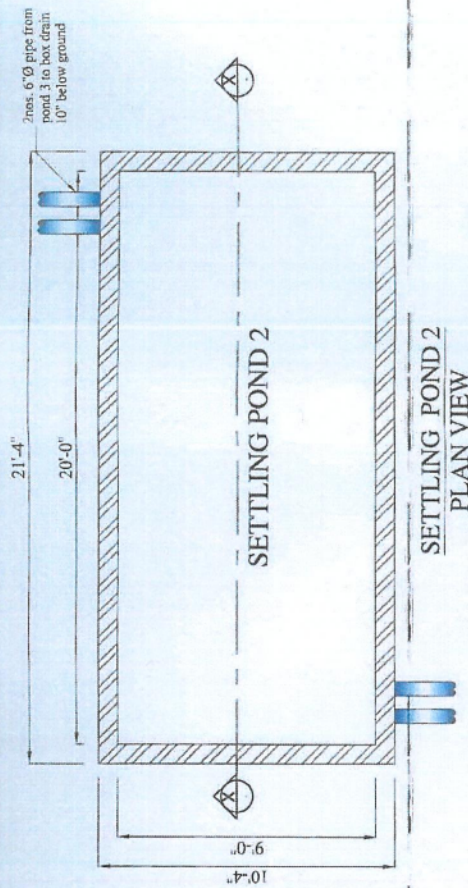 2nos. 6"Ø pipe from
pond 3 to box drain
10" below ground
21'-4"
20'-0"
X
X
SETTLING POND 2
9'-0"
10'-4"
SETTLING POND 2
PLAN VIEW